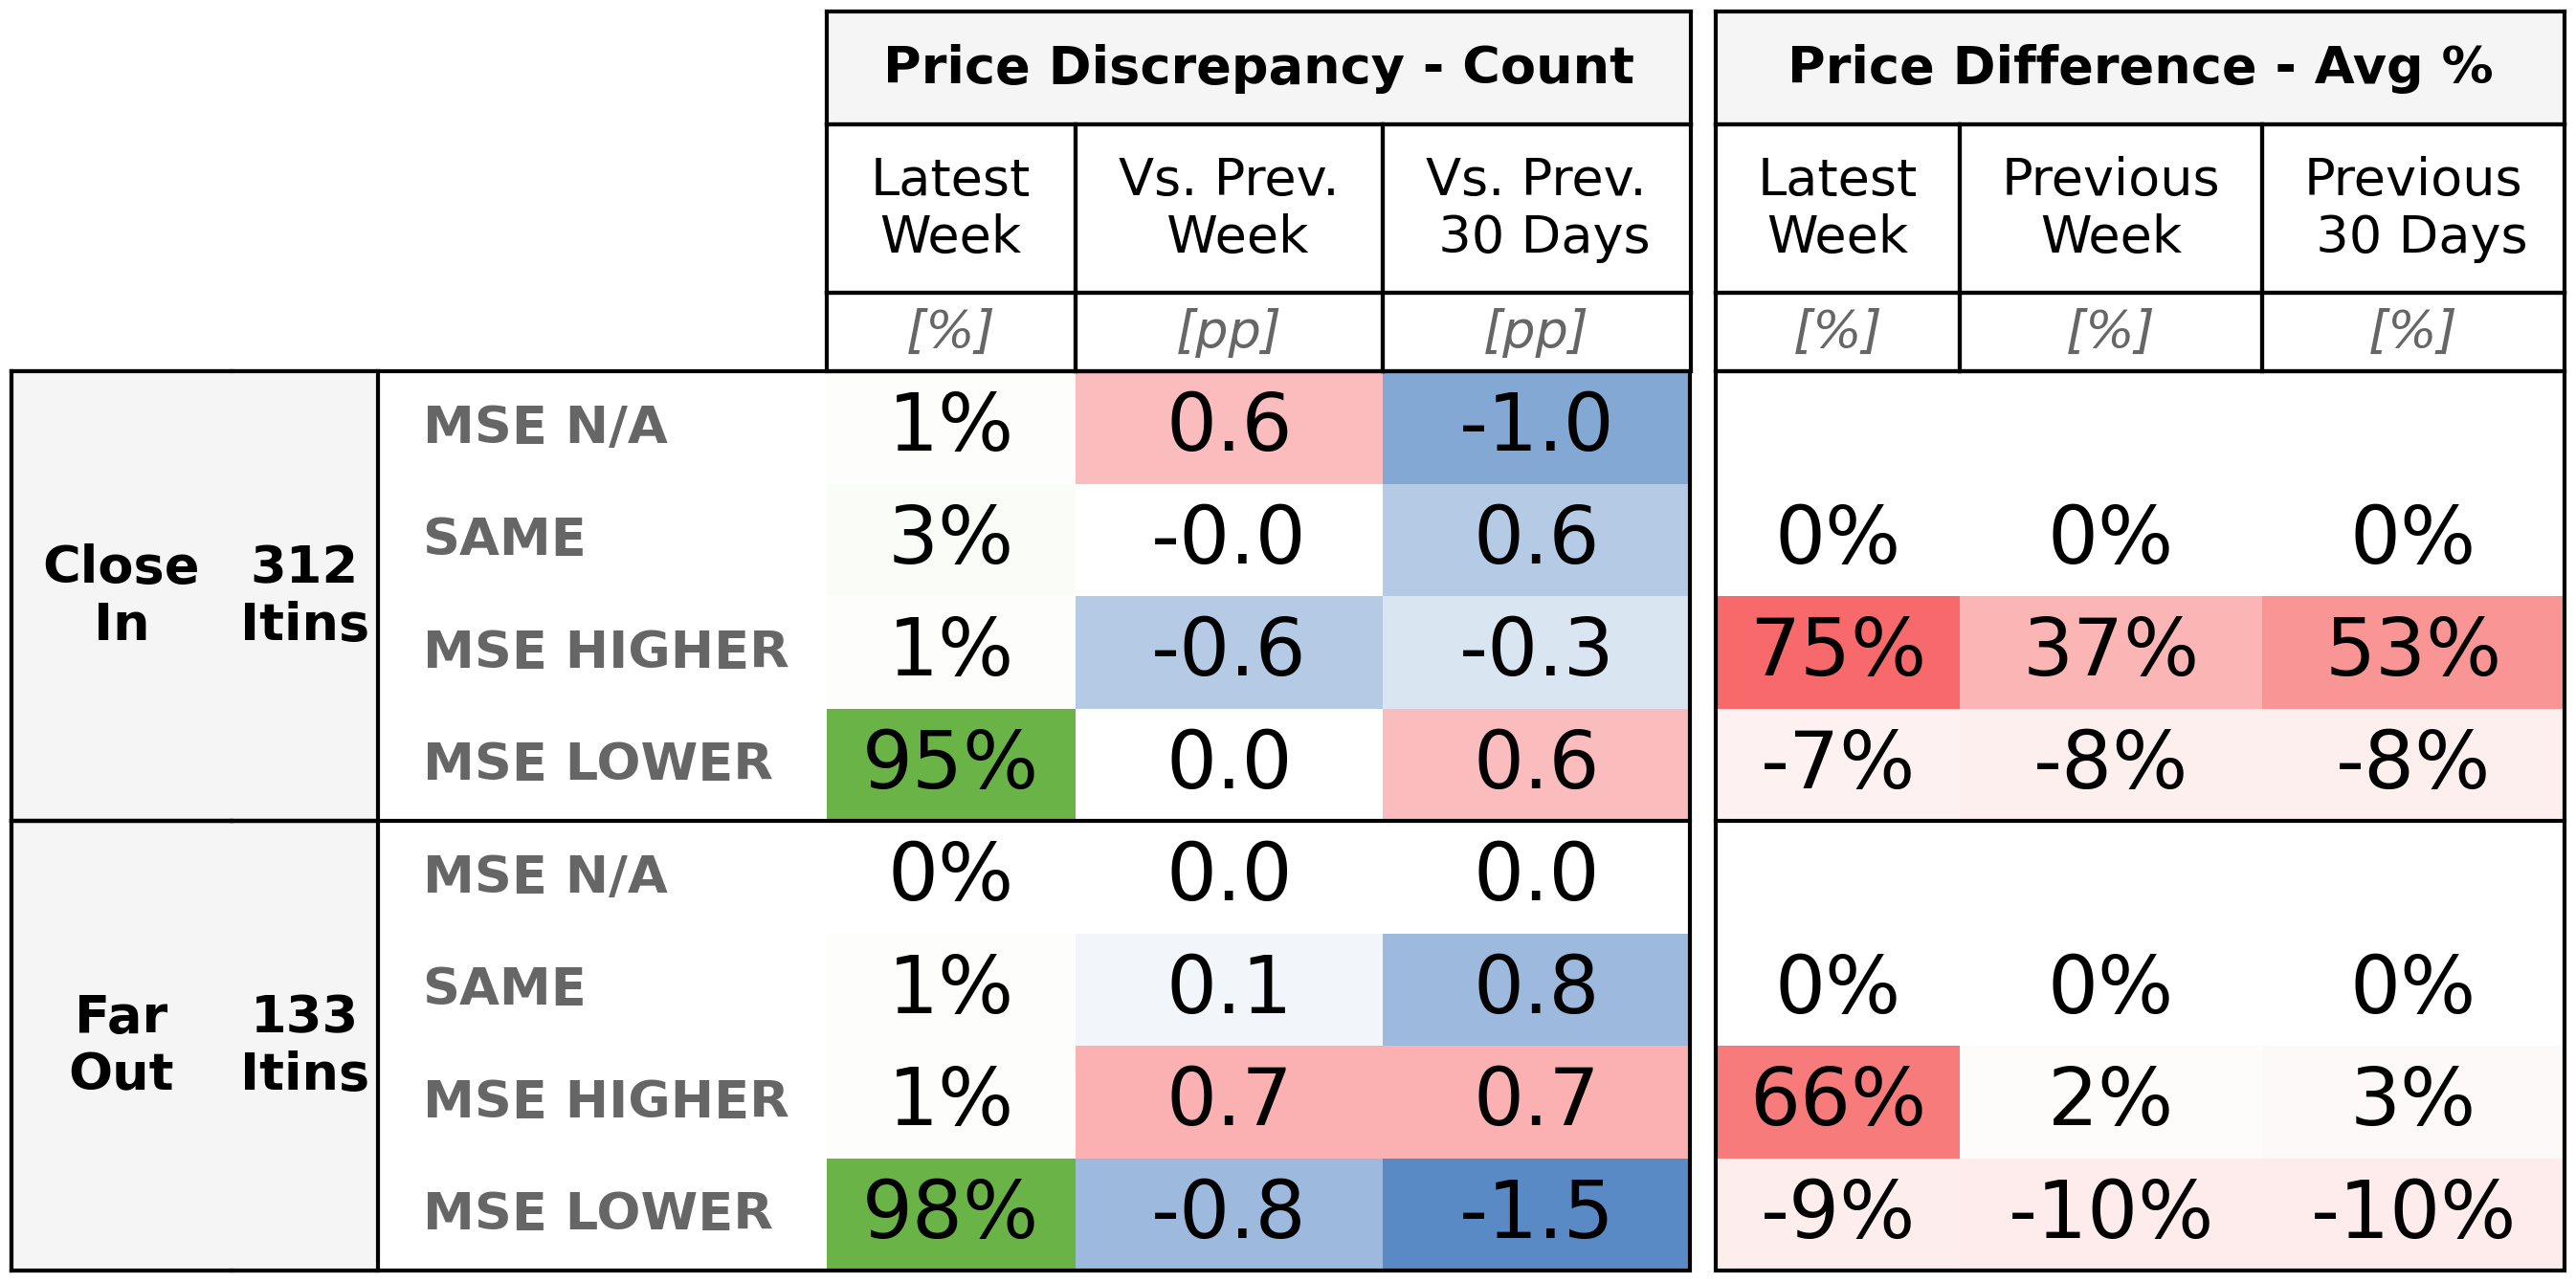 Price Discrepancy - Count Price Difference - Avg %
Latest Week Vs. Prev. Week Vs. Prev. 30 Days Latest Week Previous Week Previous 30 Days
[%] [pp] [pp] [%] [%] [%]
Close In 312 Itins
MSE N/A 1% 0.6 -1.0
SAME 3% -0.0 0.6 0% 0% 0%
MSE HIGHER 1% -0.6 -0.3 75% 37% 53%
MSE LOWER 95% 0.0 0.6 -7% -8% -8%
Far Out 133 Itins
MSE N/A 0% 0.0 0.0
SAME 1% 0.1 0.8 0% 0% 0%
MSE HIGHER 1% 0.7 0.7 66% 2% 3%
MSE LOWER 98% -0.8 -1.5 -9% -10% -10%